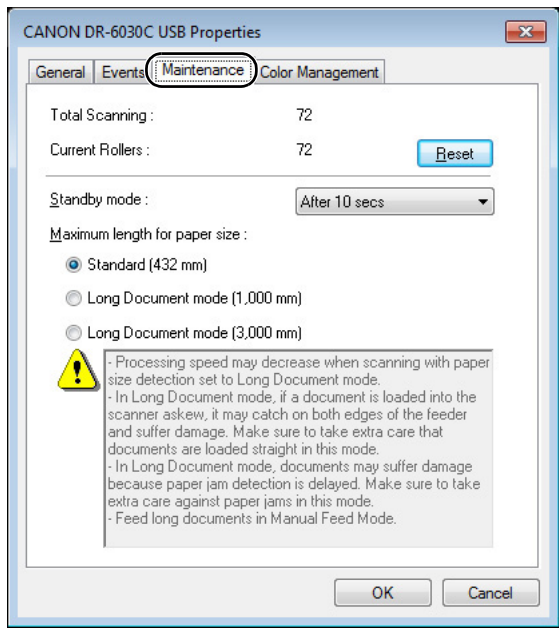 CANON DR-6030C USB Properties
General Events Maintenance Color Management
Total Scanning : 72
Current Rollers : 72 Reset
Standby mode : After 10 secs
Maximum length for paper size :
Standard (432 mm)
Long Document mode (1,000 mm)
Long Document mode (3,000 mm)
- Processing speed may decrease when scanning with paper
size detection set to Long Document mode.
- In Long Document mode, if a document is loaded into the
scanner askew, it may catch on both edges of the feeder
and suffer damage. Make sure to take extra care that
documents are loaded straight in this mode.
- In Long Document mode, documents may suffer damage
because paper jam detection is delayed. Make sure to take
extra care against paper jams in this mode.
- Feed long documents in Manual Feed Mode.
OK Cancel